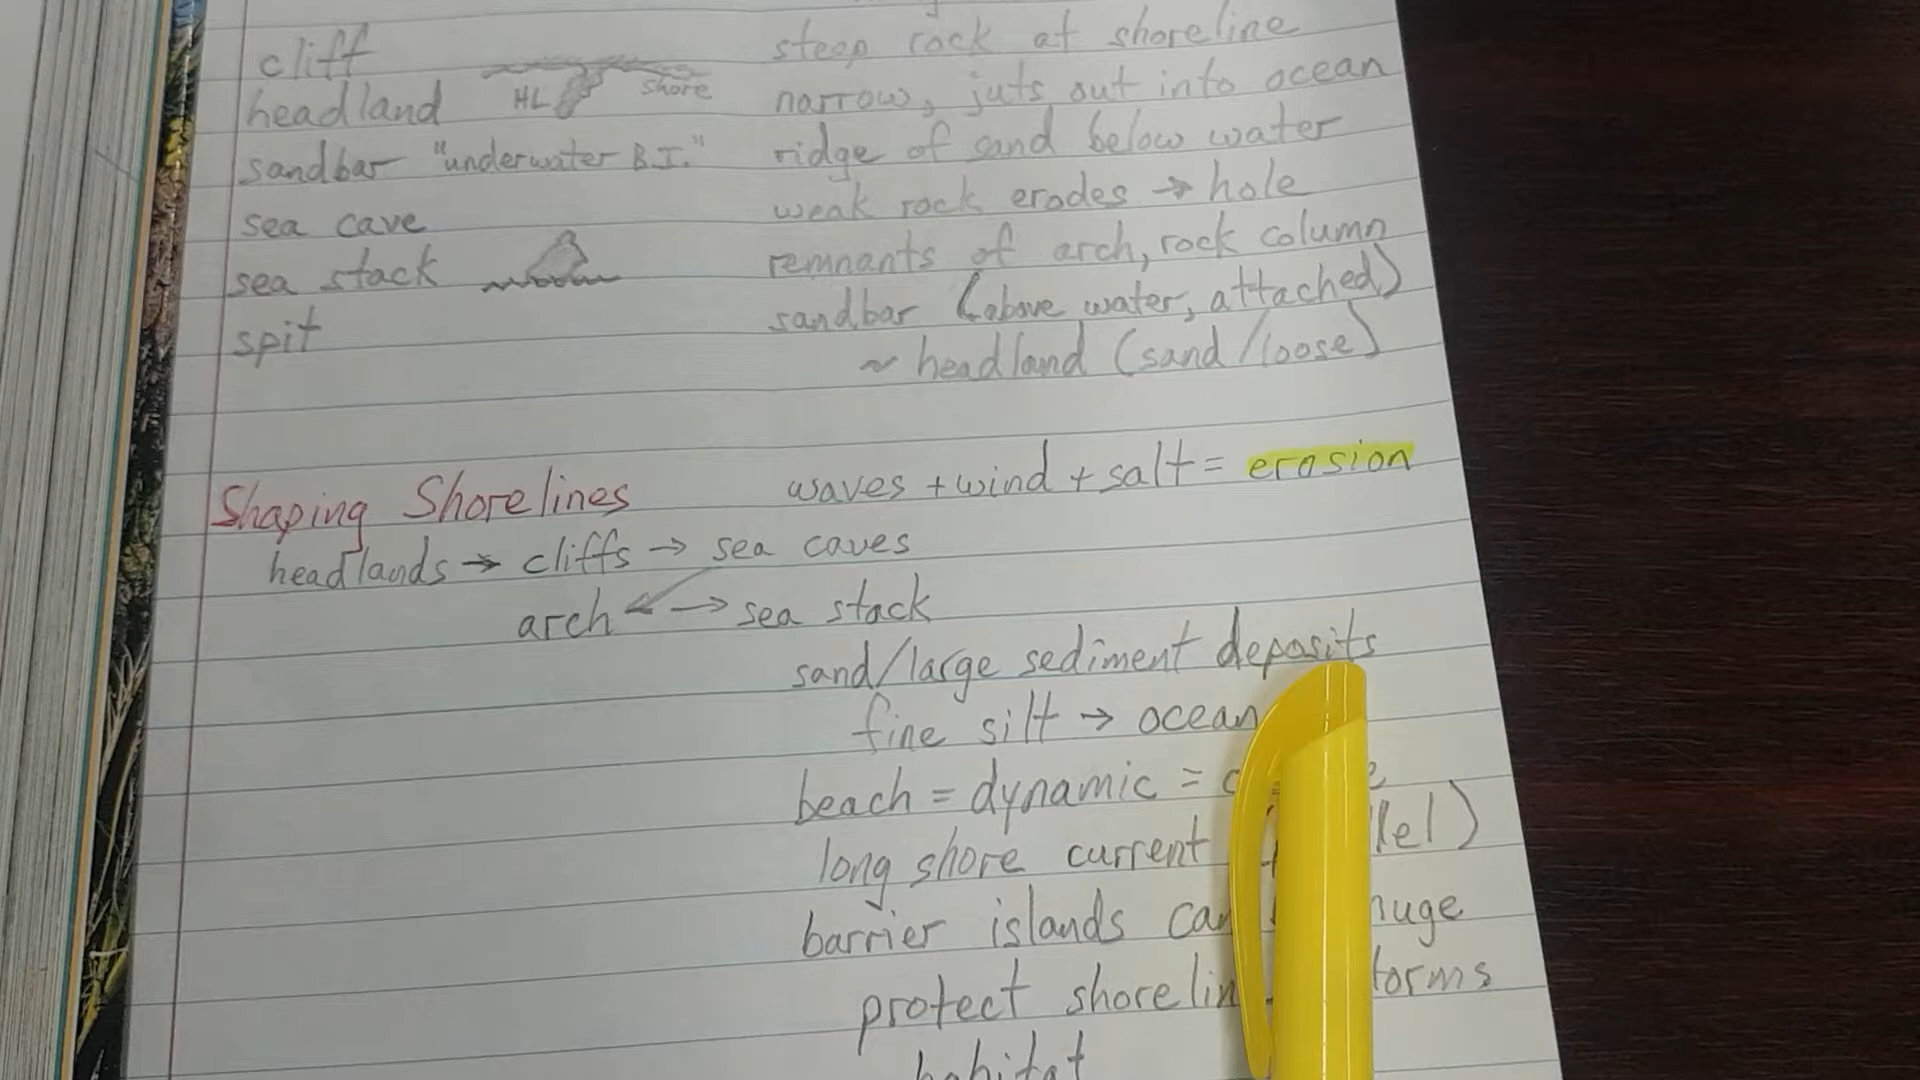 cliff steep rock at shoreline
headland HL shore narrow, juts out into ocean
sandbar "underwater B.I." ridge of sand below water
sea cave weak rock erodes → hole
sea stack remnants of arch, rock column
spit sandbar (above water, attached)
~ headland (sand/loose)
Shaping Shorelines waves + wind + salt = erosion
headlands → cliffs → sea caves
arch ↙ → sea stack
sand/large sediment deposits
fine silt → ocean
beach = dynamic =
long shore current
barrier islands huge
protect
habitat